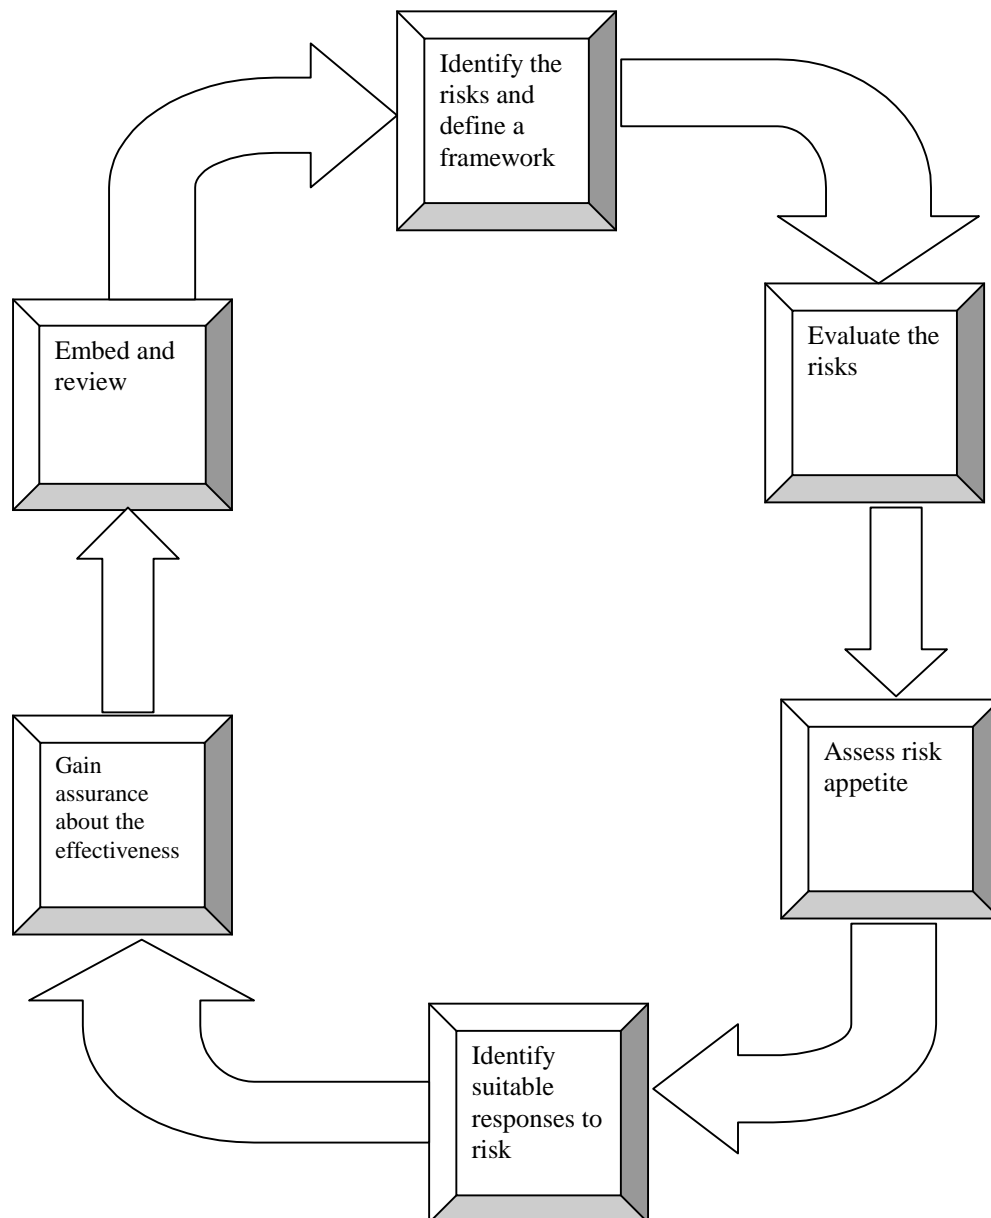 Identify the
risks and
define a
framework
Evaluate the
risks
Assess risk
appetite
Identify
suitable
responses to
risk
Gain
assurance
about the
effectiveness
Embed and
review